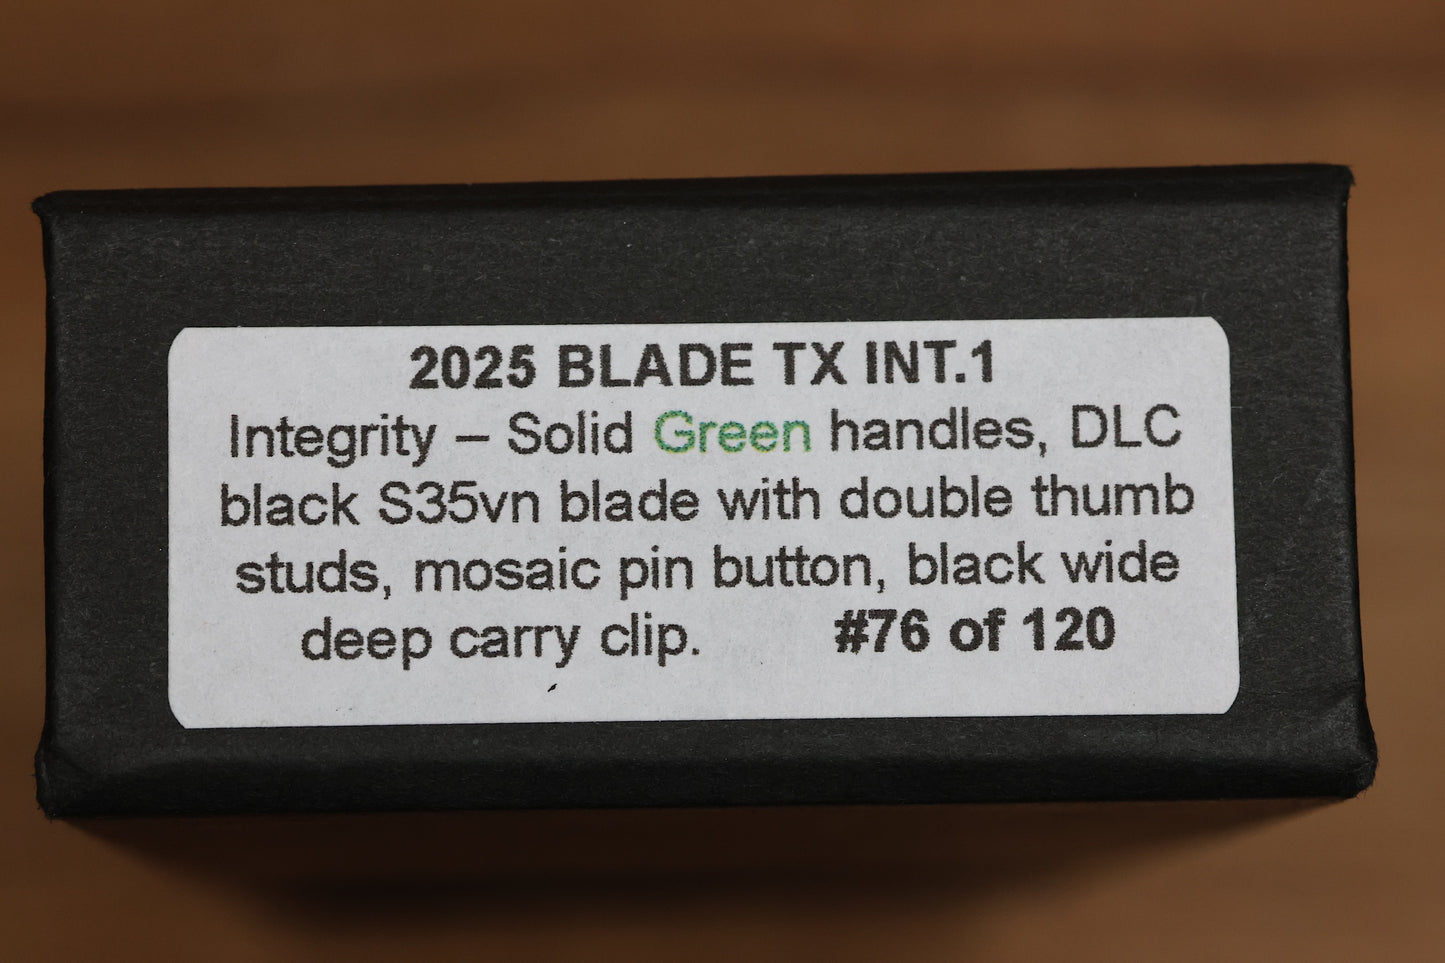 2025 BLADE TX INT.1
Integrity – Solid Green handles, DLC
black S35vn blade with double thumb
studs, mosaic pin button, black wide
deep carry clip. #76 of 120